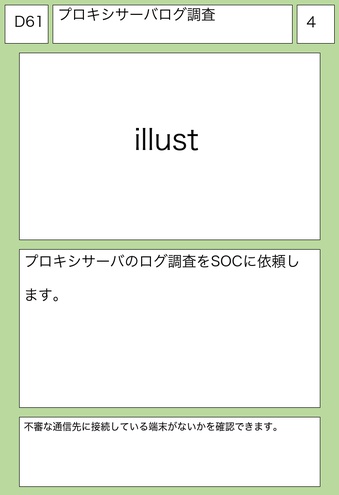 D61
プロキシサーバログ調査
4
illust
プロキシサーバのログ調査をSOCに依頼し
ます。
不審な通信先に接続している端末がないかを確認できます。